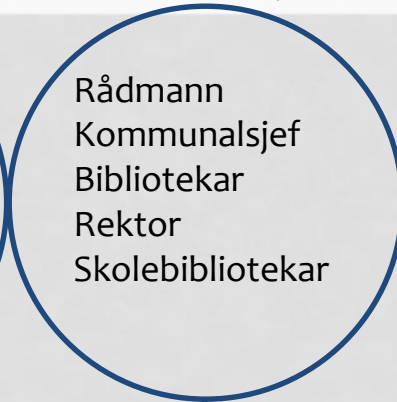 Rådmann
Kommunalsjef
Bibliotekar
Rektor
Skolebibliotekar